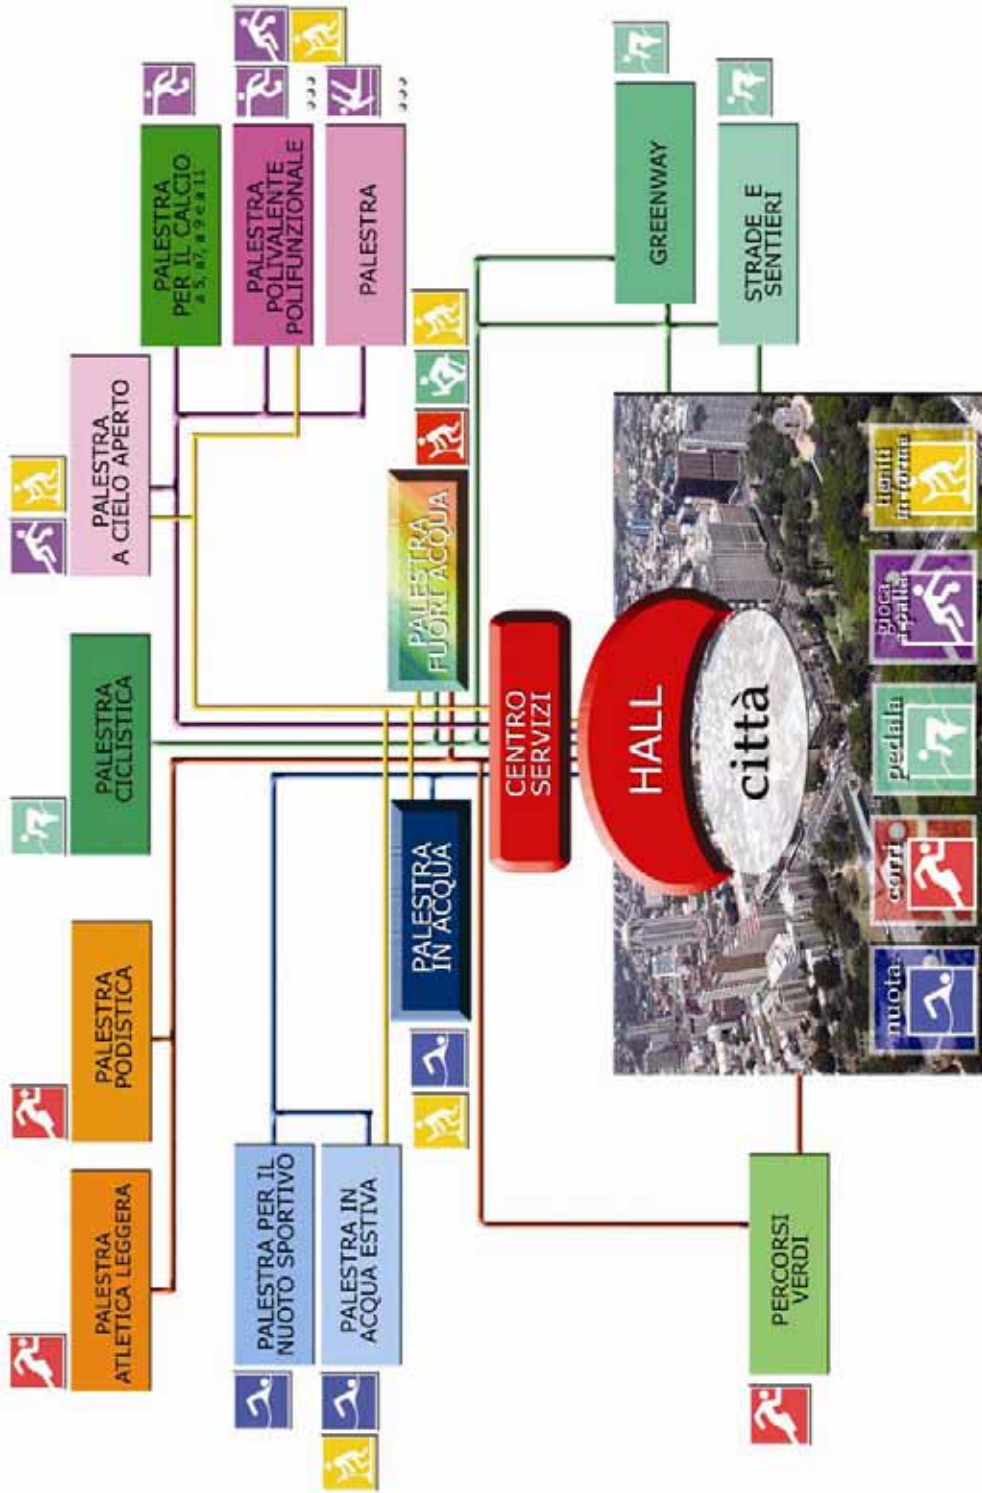 PALESTRA
ATLETICA LEGGERA
PALESTRA
PODISTICA
PALESTRA
CICLISTICA
PALESTRA
A CIELO APERTO
PALESTRA
PER IL CALCIO
a 5, a7, a 9 e a 11
PALESTRA
POLIVALENTE
POLIFUNZIONALE
PALESTRA
PALESTRA PER IL
NUOTO SPORTIVO
PALESTRA IN
ACQUA ESTIVA
PALESTRA
IN ACQUA
PALESTRA
FUORI ACQUA
CENTRO
SERVIZI
HALL
città
GREENWAY
STRADE E
SENTIERI
PERCORSI
VERDI
nuota
corri
pedala
gioca
a palla
tieniti
in forma